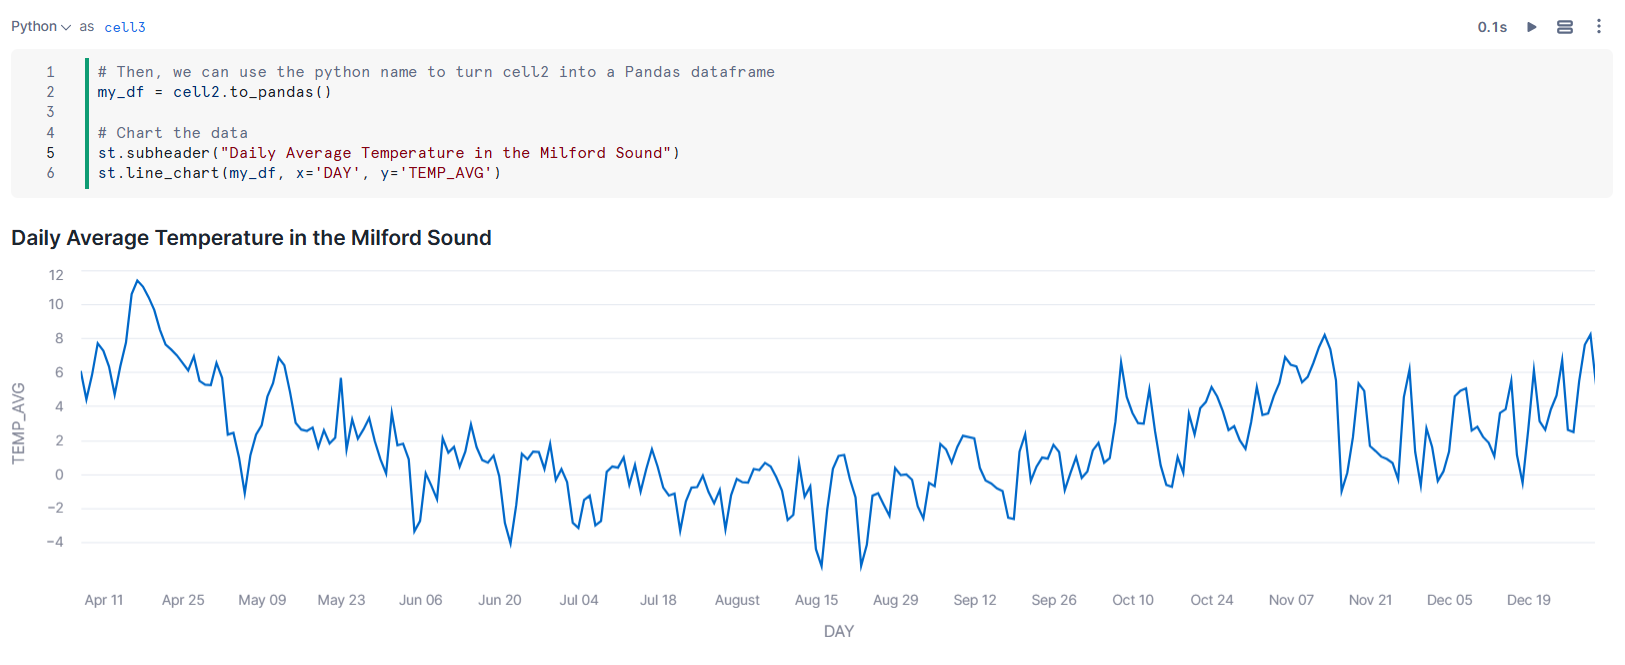 Python as cell3 0.1s
1 # Then, we can use the python name to turn cell2 into a Pandas dataframe
2 my_df = cell2.to_pandas()
3
4 # Chart the data
5 st.subheader("Daily Average Temperature in the Milford Sound")
6 st.line_chart(my_df, x='DAY', y='TEMP_AVG')
Daily Average Temperature in the Milford Sound
12
10
8
6
4
2
0
−2
−4
TEMP_AVG
Apr 11 Apr 25 May 09 May 23 Jun 06 Jun 20 Jul 04 Jul 18 August Aug 15 Aug 29 Sep 12 Sep 26 Oct 10 Oct 24 Nov 07 Nov 21 Dec 05 Dec 19
DAY